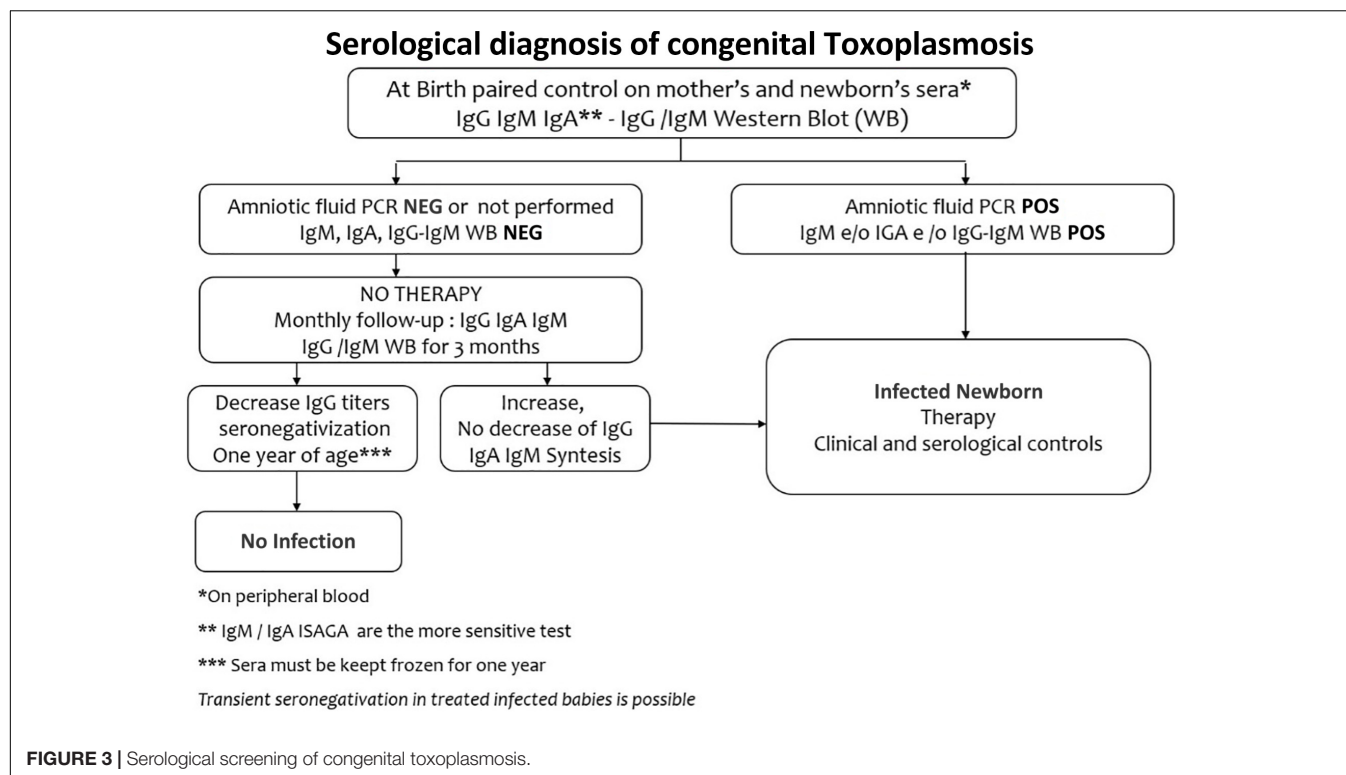 Serological diagnosis of congenital Toxoplasmosis
At Birth paired control on mother's and newborn's sera*
IgG IgM IgA** - IgG /IgM Western Blot (WB)
Amniotic fluid PCR NEG or not performed
IgM, IgA, IgG-IgM WB NEG
Amniotic fluid PCR POS
IgM e/o IGA e /o IgG-IgM WB POS
NO THERAPY
Monthly follow-up : IgG IgA IgM
IgG /IgM WB for 3 months
Decrease IgG titers
seronegativization
One year of age***
Increase,
No decrease of IgG
IgA IgM Syntesis
Infected Newborn
Therapy
Clinical and serological controls
No Infection
*On peripheral blood
** IgM / IgA ISAGA are the more sensitive test
*** Sera must be keept frozen for one year
Transient seronegativation in treated infected babies is possible
FIGURE 3 | Serological screening of congenital toxoplasmosis.